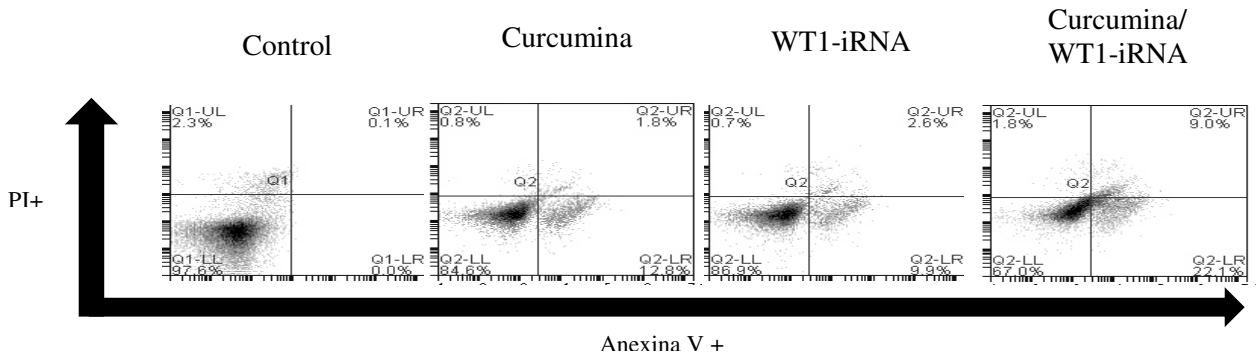 Control
Curcumina
WT1-iRNA
Curcumina/
WT1-iRNA
PI+
Q1-UL
2.3%
Q1-UR
0.1%
Q1
Q1-LL
97.6%
Q1-LR
0.0%
Q2-UL
0.8%
Q2-UR
1.8%
Q2
Q2-LL
84.6%
Q2-LR
12.8%
Q2-UL
0.7%
Q2-UR
2.6%
Q2
Q2-LL
86.9%
Q2-LR
9.9%
Q2-UL
1.8%
Q2-UR
9.0%
Q2
Q2-LL
67.0%
Q2-LR
22.1%
Anexina V +